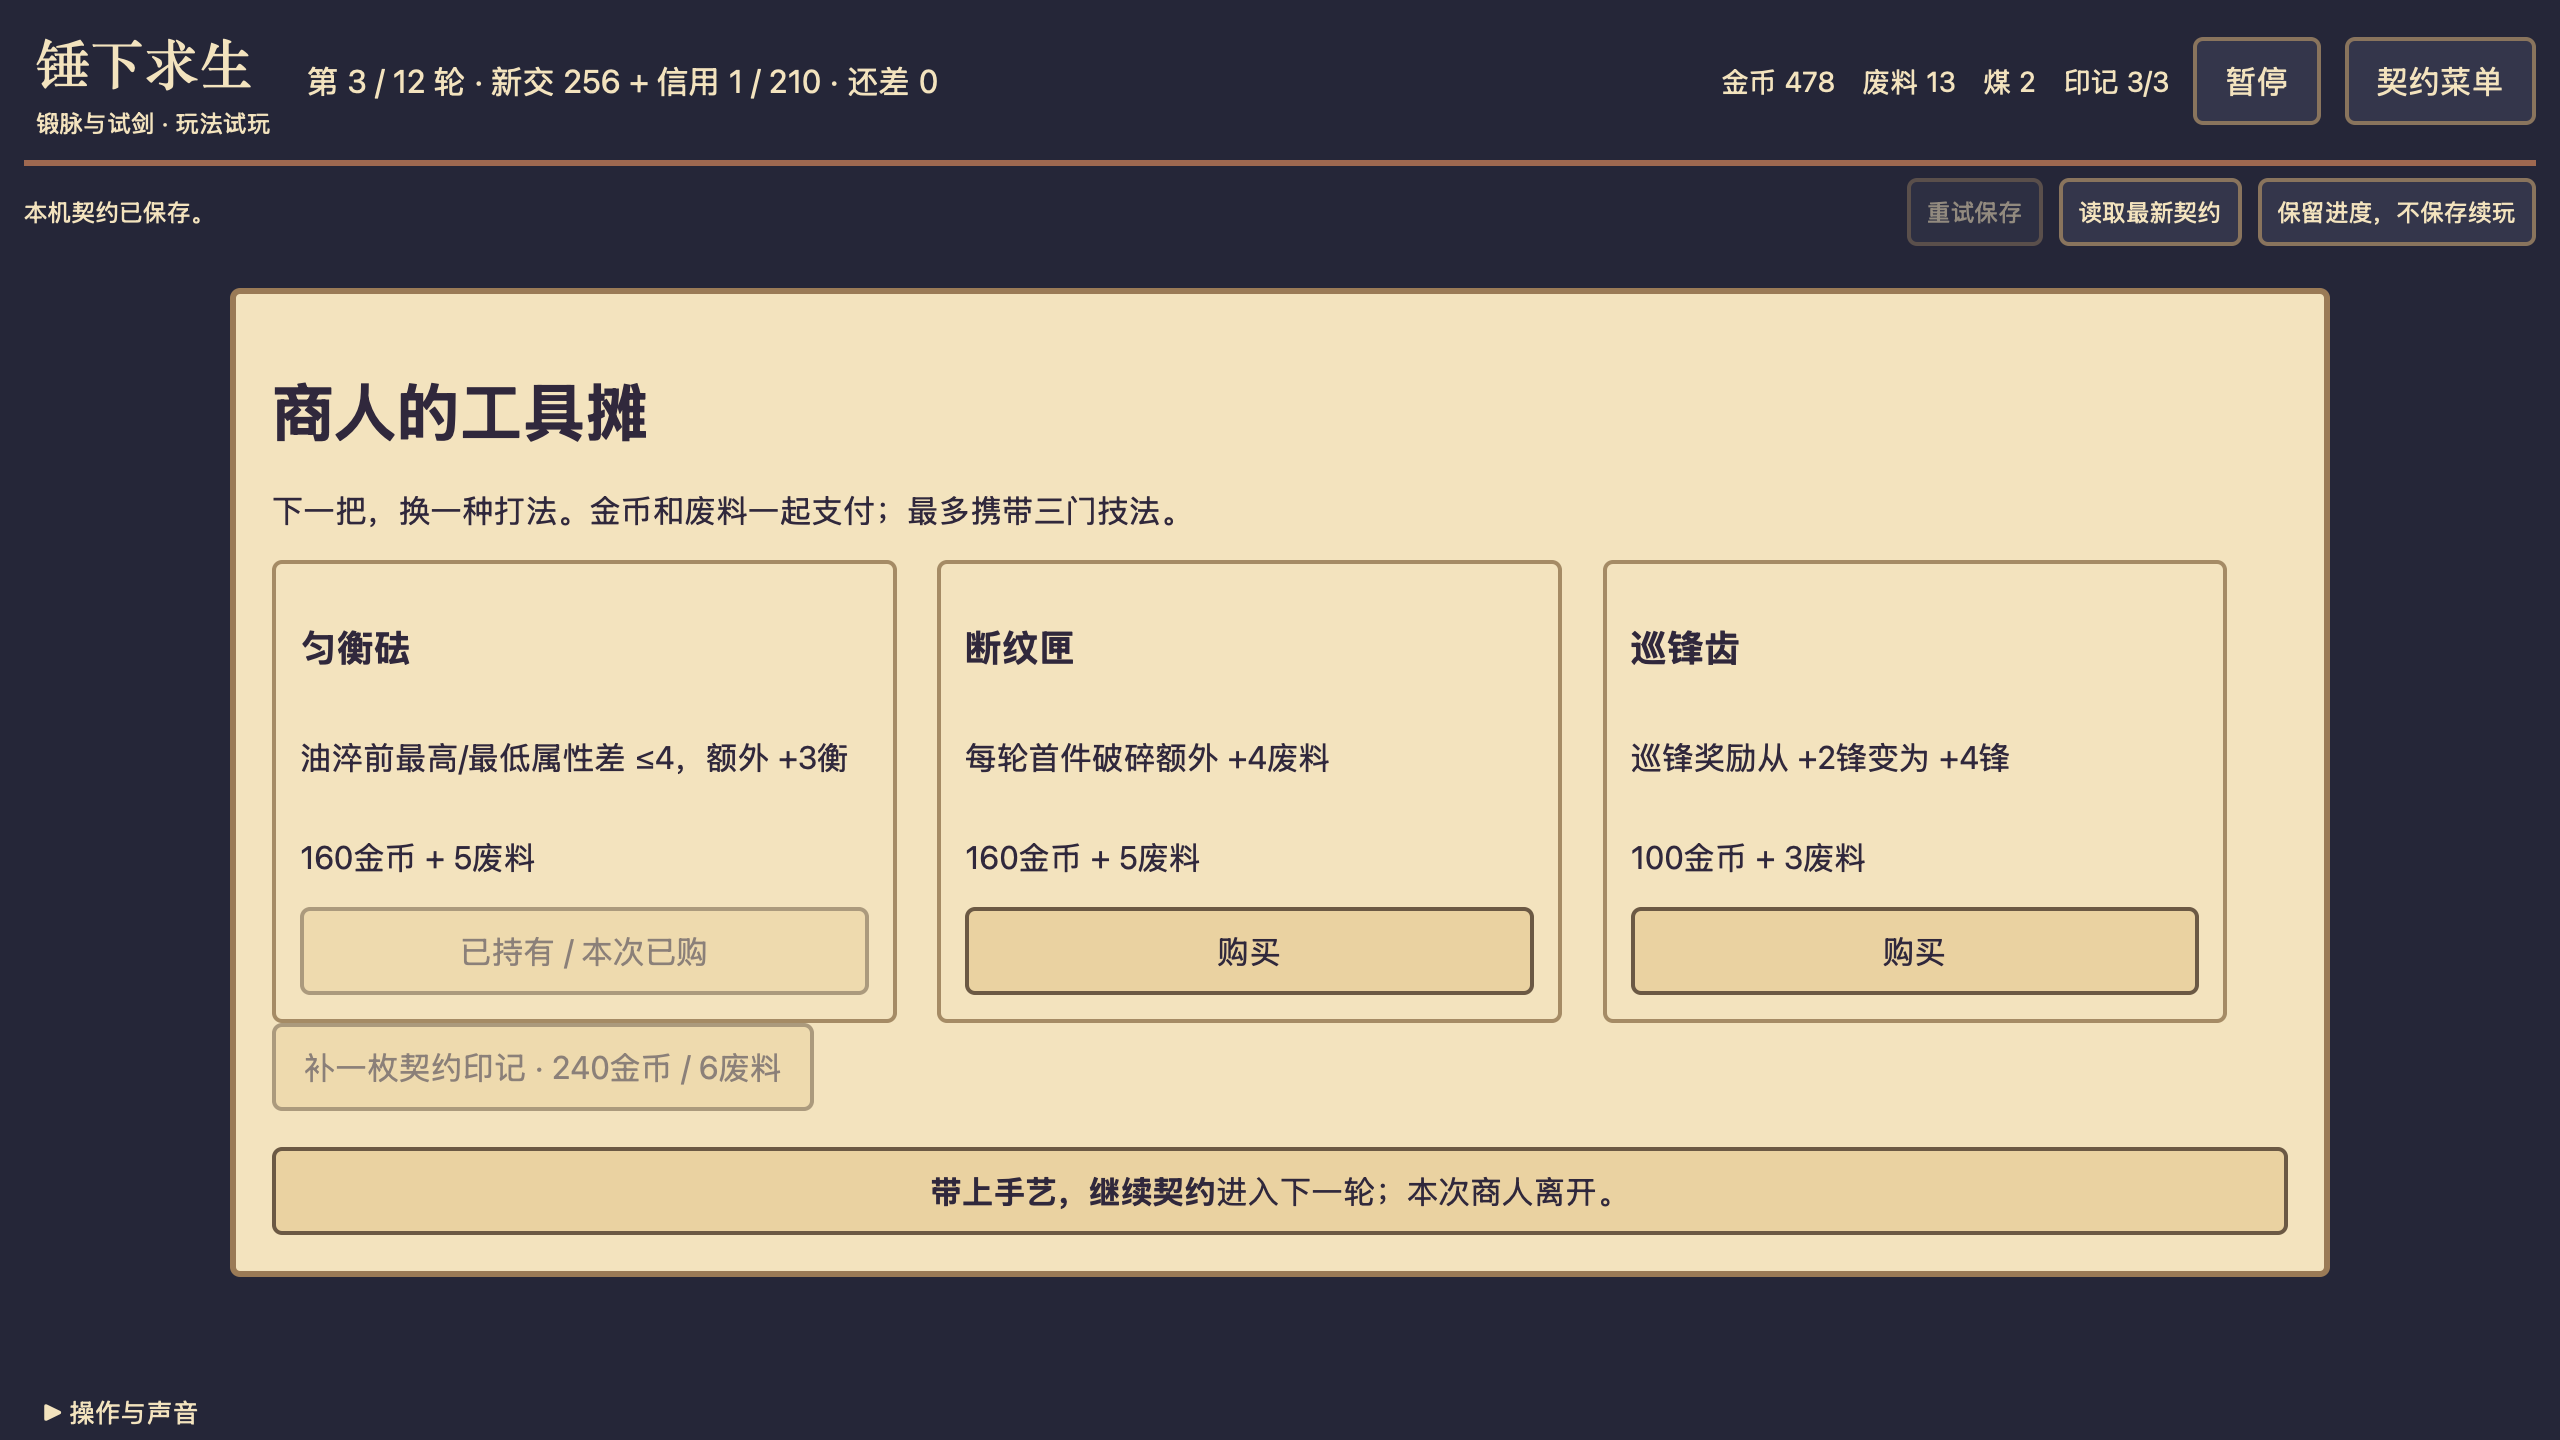 锤下求生
锻脉与试剑 · 玩法试玩
第 3 / 12 轮 · 新交 256 + 信用 1 / 210 · 还差 0
金币 478 废料 13 煤 2 印记 3/3
暂停
契约菜单
本机契约已保存。
重试保存
读取最新契约
保留进度，不保存续玩
商人的工具摊
下一把，换一种打法。金币和废料一起支付；最多携带三门技法。
匀衡砝
油淬前最高/最低属性差 ≤4，额外 +3衡
160金币 + 5废料
已持有 / 本次已购
断纹匣
每轮首件破碎额外 +4废料
160金币 + 5废料
购买
巡锋齿
巡锋奖励从 +2锋变为 +4锋
100金币 + 3废料
购买
补一枚契约印记 · 240金币 / 6废料
带上手艺，继续契约进入下一轮；本次商人离开。
▶ 操作与声音